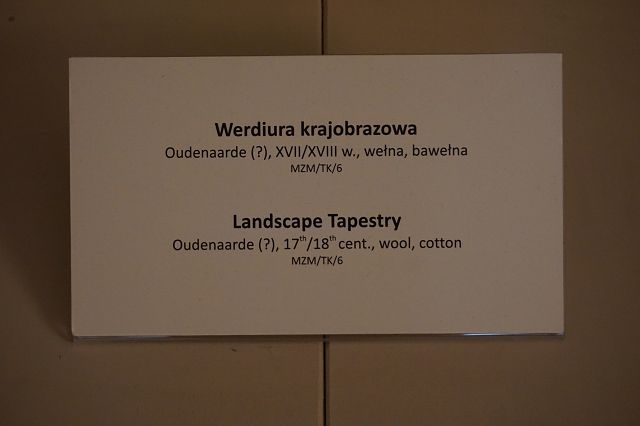 Werdiura krajobrazowa
Oudenaarde (?), XVII/XVIII w., wełna, bawełna
MZM/TK/6
Landscape Tapestry
Oudenaarde (?), 17th/18th cent., wool, cotton
MZM/TK/6